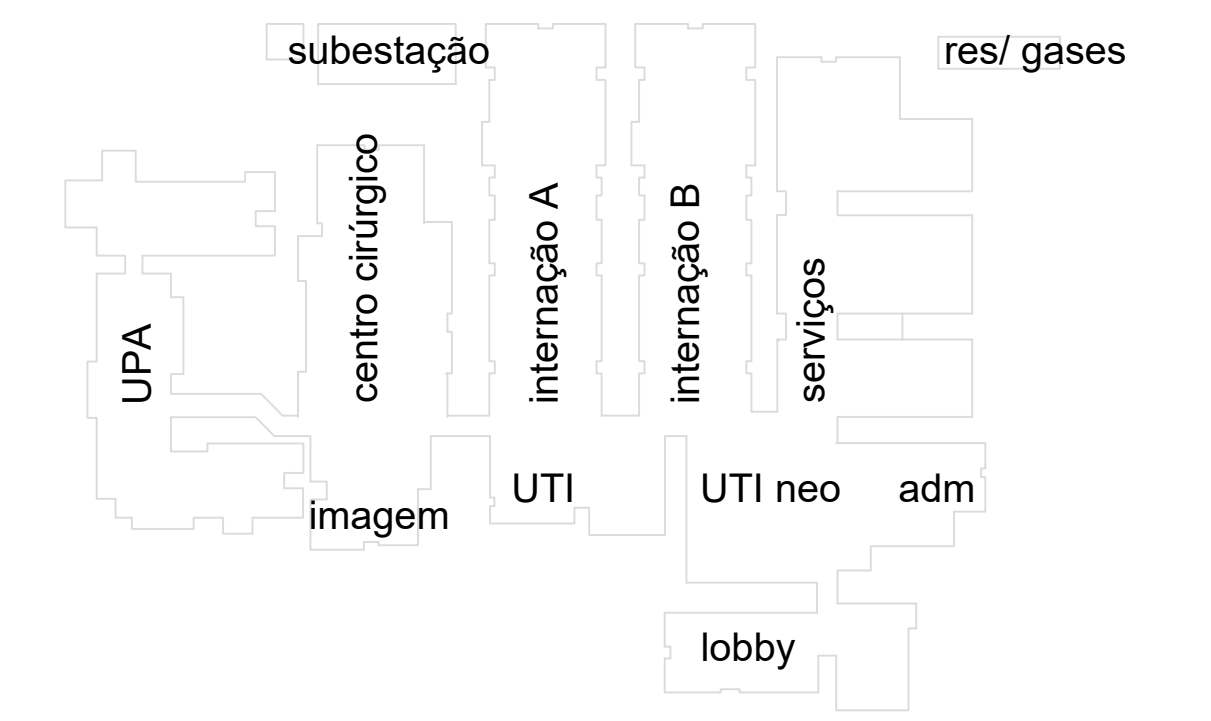 subestação
res/ gases
centro cirúrgico
internação A
internação B
serviços
UPA
UTI
UTI neo
adm
imagem
lobby